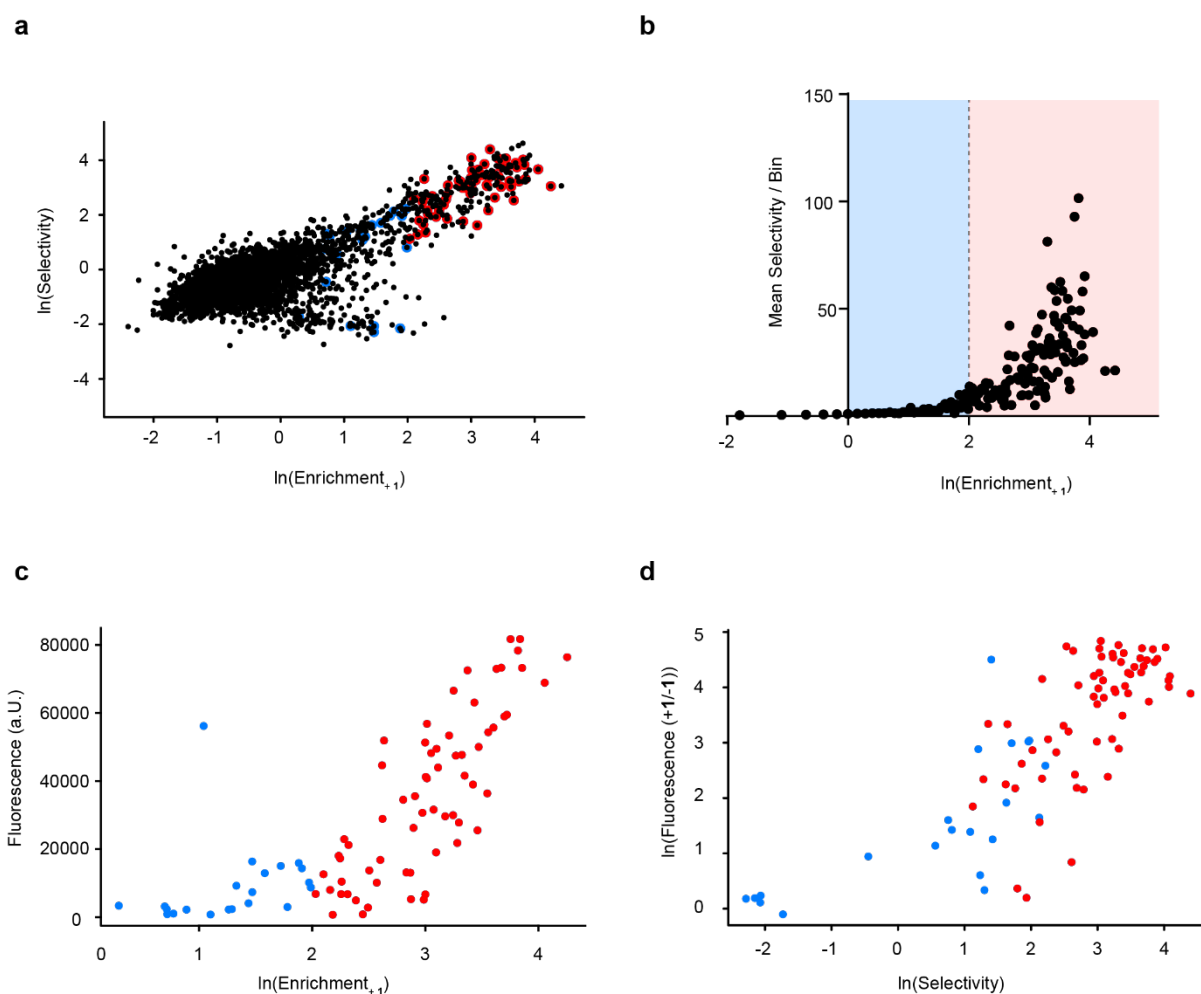 a
b
4
2
0
-2
-4
ln(Selectivity)
-2 -1 0 1 2 3 4
ln(Enrichment+1)
150
100
50
Mean Selectivity / Bin
-2 0 2 4
ln(Enrichment+1)
c
d
80000
60000
40000
20000
0
Fluorescence (a.U.)
0 1 2 3 4
ln(Enrichment+1)
5
4
3
2
1
0
ln(Fluorescence (+1/-1))
-2 -1 0 1 2 3 4
ln(Selectivity)